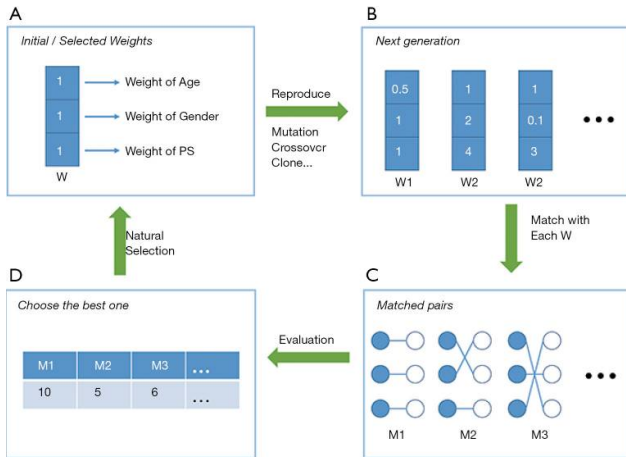 A
Initial / Selected Weights
1
Weight of Age
1
Weight of Gender
1
Weight of PS
W
Reproduce
Mutation
Crossovcr
Clone...
B
Next generation
0.5 1 1
1 2 0.1
1 4 3
W1 W2 W2
Match with
Each W
C
Matched pairs
M1 M2 M3
Evaluation
D
Choose the best one
M1 M2 M3 ...
10 5 6 ...
Natural
Selection